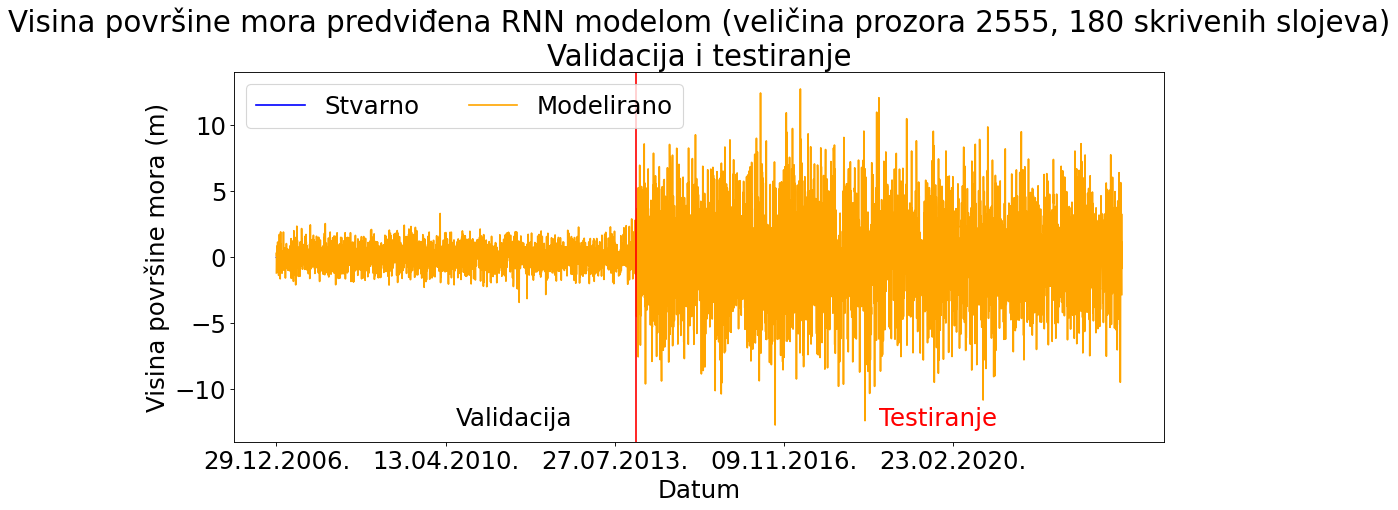 Visina površine mora predviđena RNN modelom (veličina prozora 2555, 180 skrivenih slojeva)
Validacija i testiranje
Stvarno
Modelirano
Visina površine mora (m)
10
5
0
−5
−10
Validacija
Testiranje
29.12.2006.
13.04.2010.
27.07.2013.
09.11.2016.
23.02.2020.
Datum